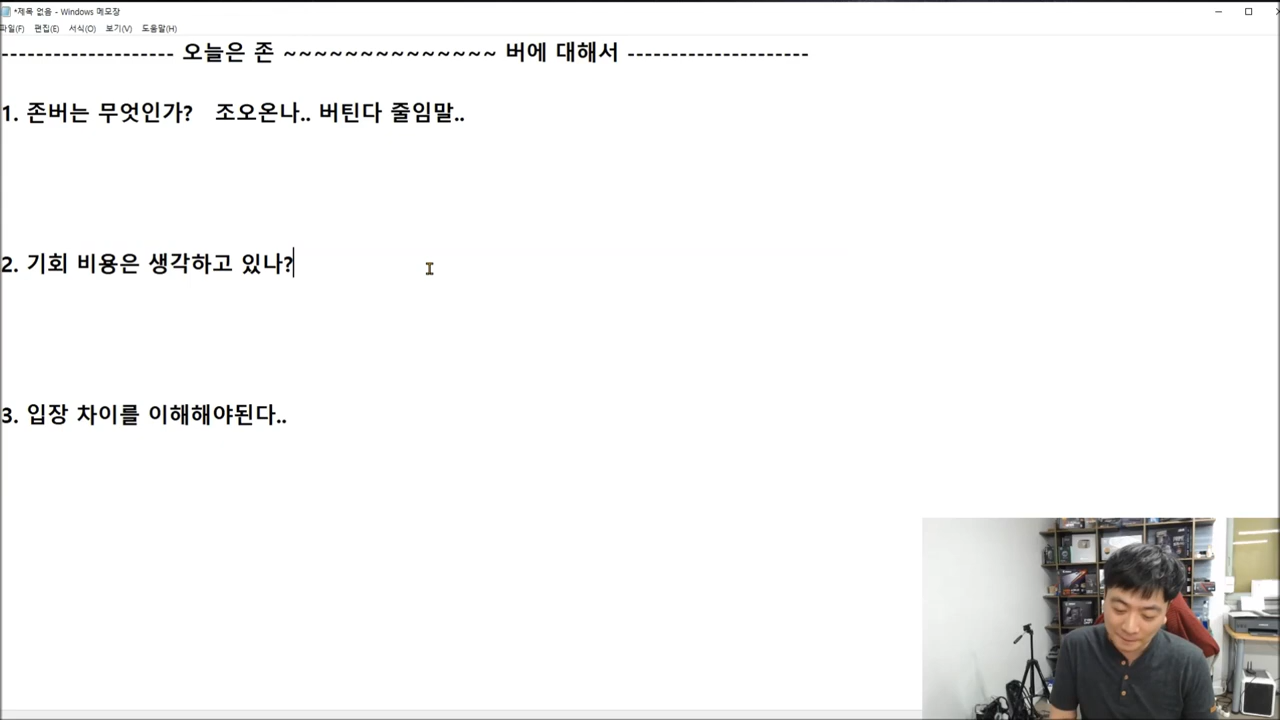 *제목 없음 - Windows 메모장
파일(F) 편집(E) 서식(O) 보기(V) 도움말(H)
-------------------- 오늘은 존 ~~~~~~~~~~~~~~ 버에 대해서 ---------------------
1. 존버는 무엇인가? 조오온나.. 버틴다 줄임말..
2. 기회 비용은 생각하고 있나?
3. 입장 차이를 이해해야된다..